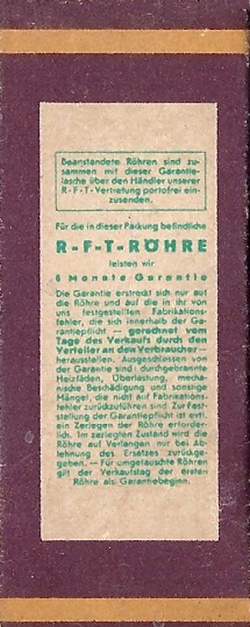 Beanstandete Röhren sind zu-
sammen mit dieser Garantie-
lasche über den Händler unserer
R-F-T-Vertretung portofrei ein-
zusenden.
Für die in dieser Packung befindliche
R-F-T-RÖHRE
leisten wir
6 Monate Garantie
Die Garantie erstreckt sich nur auf
die Röhre und auf die in ihr von
uns festgestellten Fabrikations-
fehler, die sich innerhalb der Ga-
rantiepflicht — gerechnet vom
Tage des Verkaufs durch den
Verteiler an den Verbraucher —
herausstellen. Ausgeschlossen von
der Garantie sind: durchgebrannte
Heizfäden, Überlastung, mecha-
nische Beschädigung und sonstige
Mängel, die nicht auf Fabrikations-
fehler zurückzuführen sind. Zur Fest-
stellung der Garantiepflicht ist evtl.
ein Zerlegen der Röhre erforder-
lich. Im zerlegten Zustand wird die
Röhre auf Verlangen nur bei Ab-
lehnung des Ersatzes zurückge-
geben. — Für umgetauschte Röhren
gilt der Verkaufstag der ersten
Röhre als Garantiebeginn.